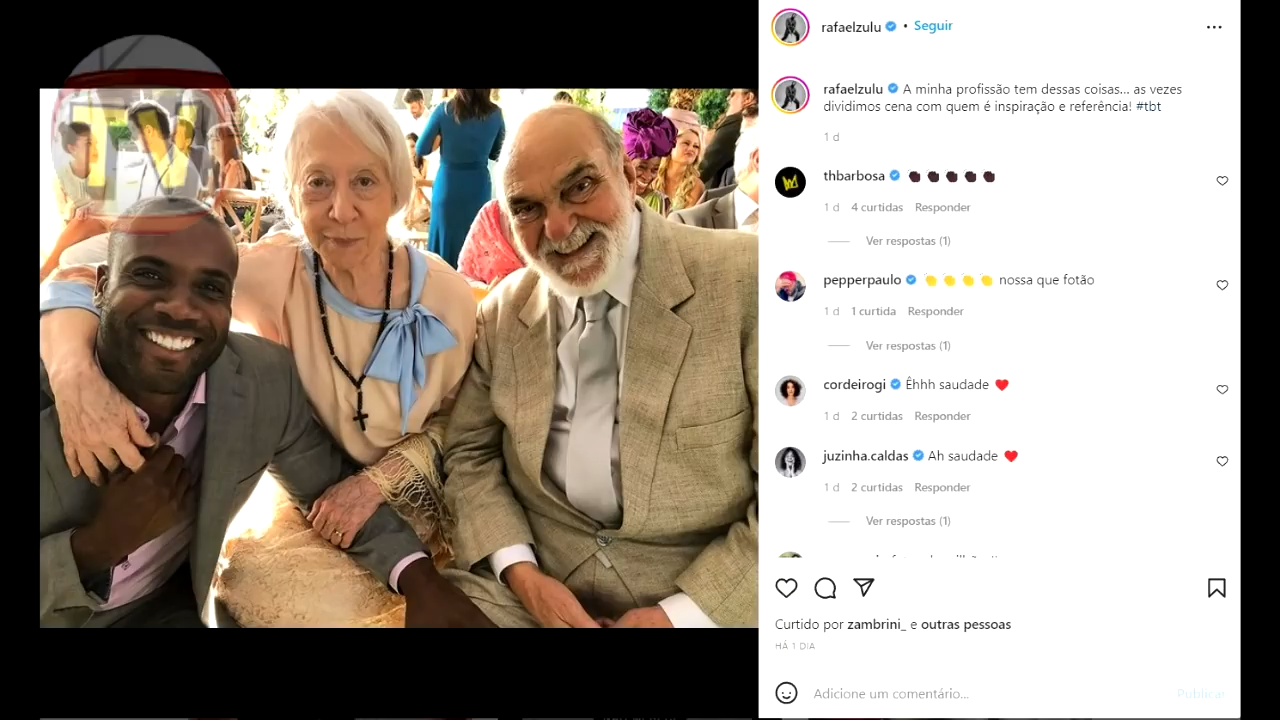 TV
rafaelzulu • Seguir
rafaelzulu A minha profissão tem dessas coisas... as vezes
dividimos cena com quem é inspiração e referência! #tbt
1 d
thbarbosa 👏🏿 👏🏿 👏🏿 👏🏿 👏🏿
1 d 4 curtidas Responder
Ver respostas (1)
pepperpaulo 👏 👏 👏 👏 nossa que fotão
1 d 1 curtida Responder
Ver respostas (1)
cordeirogi Êhhh saudade ❤️
1 d 2 curtidas Responder
juzinha.caldas Ah saudade ❤️
1 d 2 curtidas Responder
Ver respostas (1)
Curtido por zambrini_ e outras pessoas
HÁ 1 DIA
Adicione um comentário...
Publicar